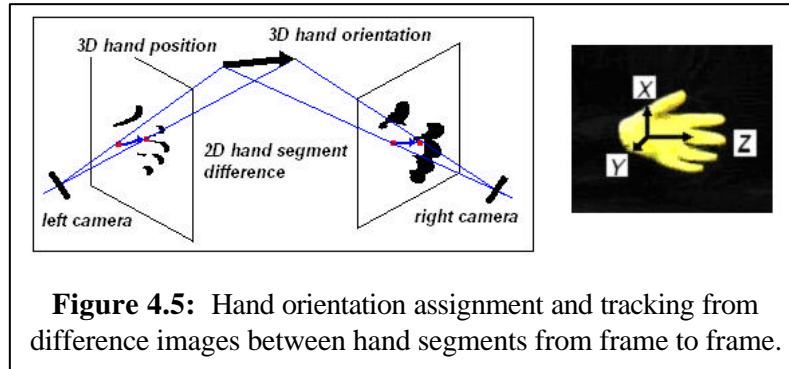 3D hand position
3D hand orientation
2D hand segment
difference
left camera
right camera
X
Y
Z
Figure 4.5: Hand orientation assignment and tracking from
difference images between hand segments from frame to frame.